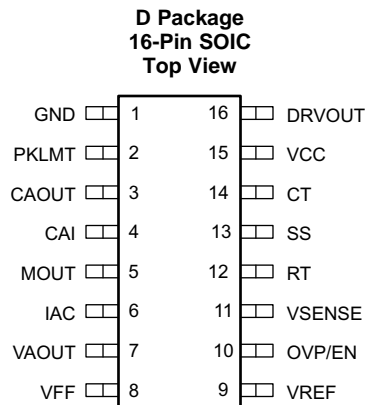 D Package
16-Pin SOIC
Top View
GND 1 16 DRVOUT
PKLMT 2 15 VCC
CAOUT 3 14 CT
CAI 4 13 SS
MOUT 5 12 RT
IAC 6 11 VSENSE
VAOUT 7 10 OVP/EN
VFF 8 9 VREF